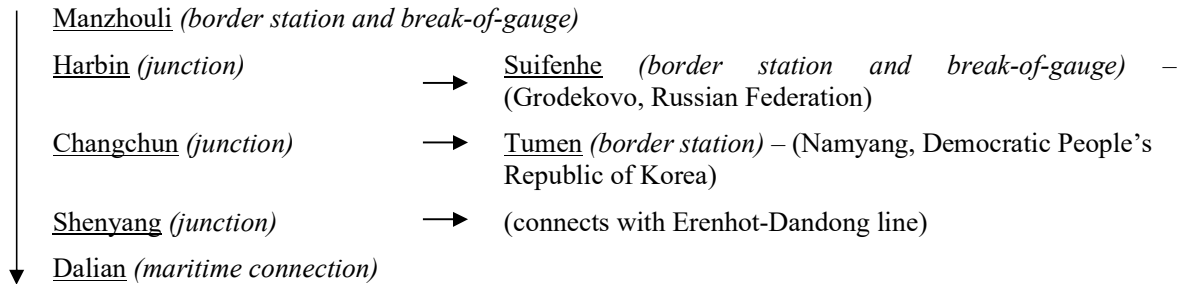 Manzhouli (border station and break-of-gauge)
Harbin (junction)
Suifenhe (border station and break-of-gauge) –
(Grodekovo, Russian Federation)
Changchun (junction)
Tumen (border station) – (Namyang, Democratic People’s
Republic of Korea)
Shenyang (junction)
(connects with Erenhot-Dandong line)
Dalian (maritime connection)